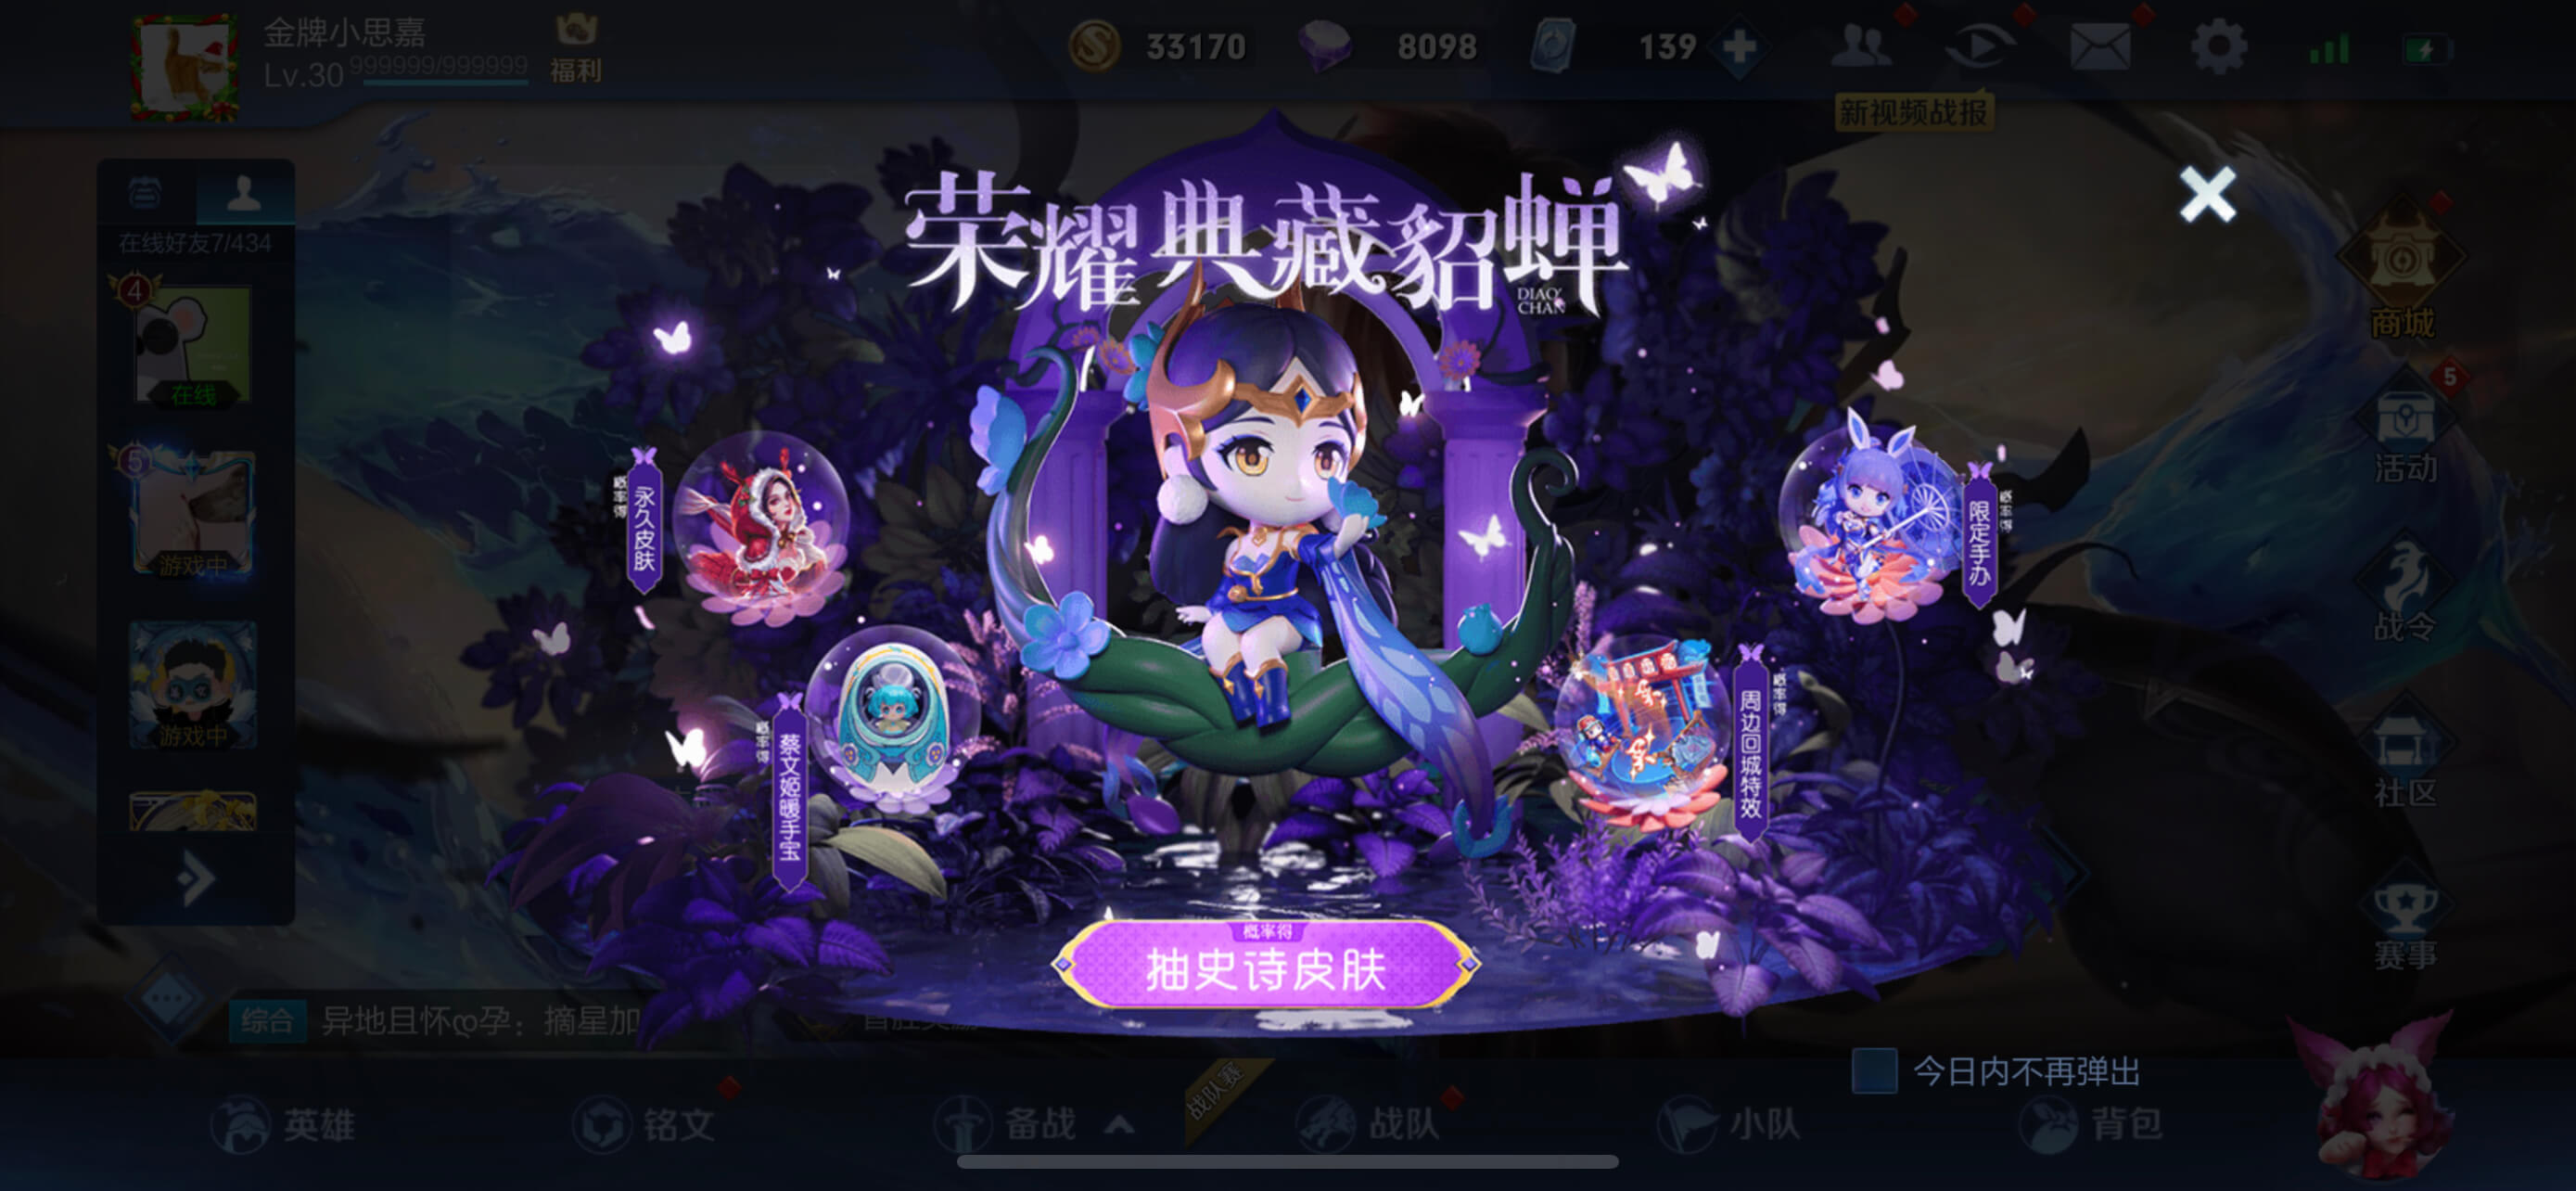 金牌小思嘉
Lv.30 999999/999999
福利
33170
8098
139
新视频战报
在线好友7/434
4
在线
5
游戏中
游戏中
荣耀典藏貂蝉
DIAO
CHAN
概率得
永久皮肤
概率得
蔡文姬暖手宝
限定手办
概率得
周边回城特效
概率得
概率得
抽史诗皮肤
商城
5
活动
战令
社区
赛事
综合
异地且怀ღ孕：摘星加
今日内不再弹出
英雄
铭文
备战
战队赛
战队
小队
背包